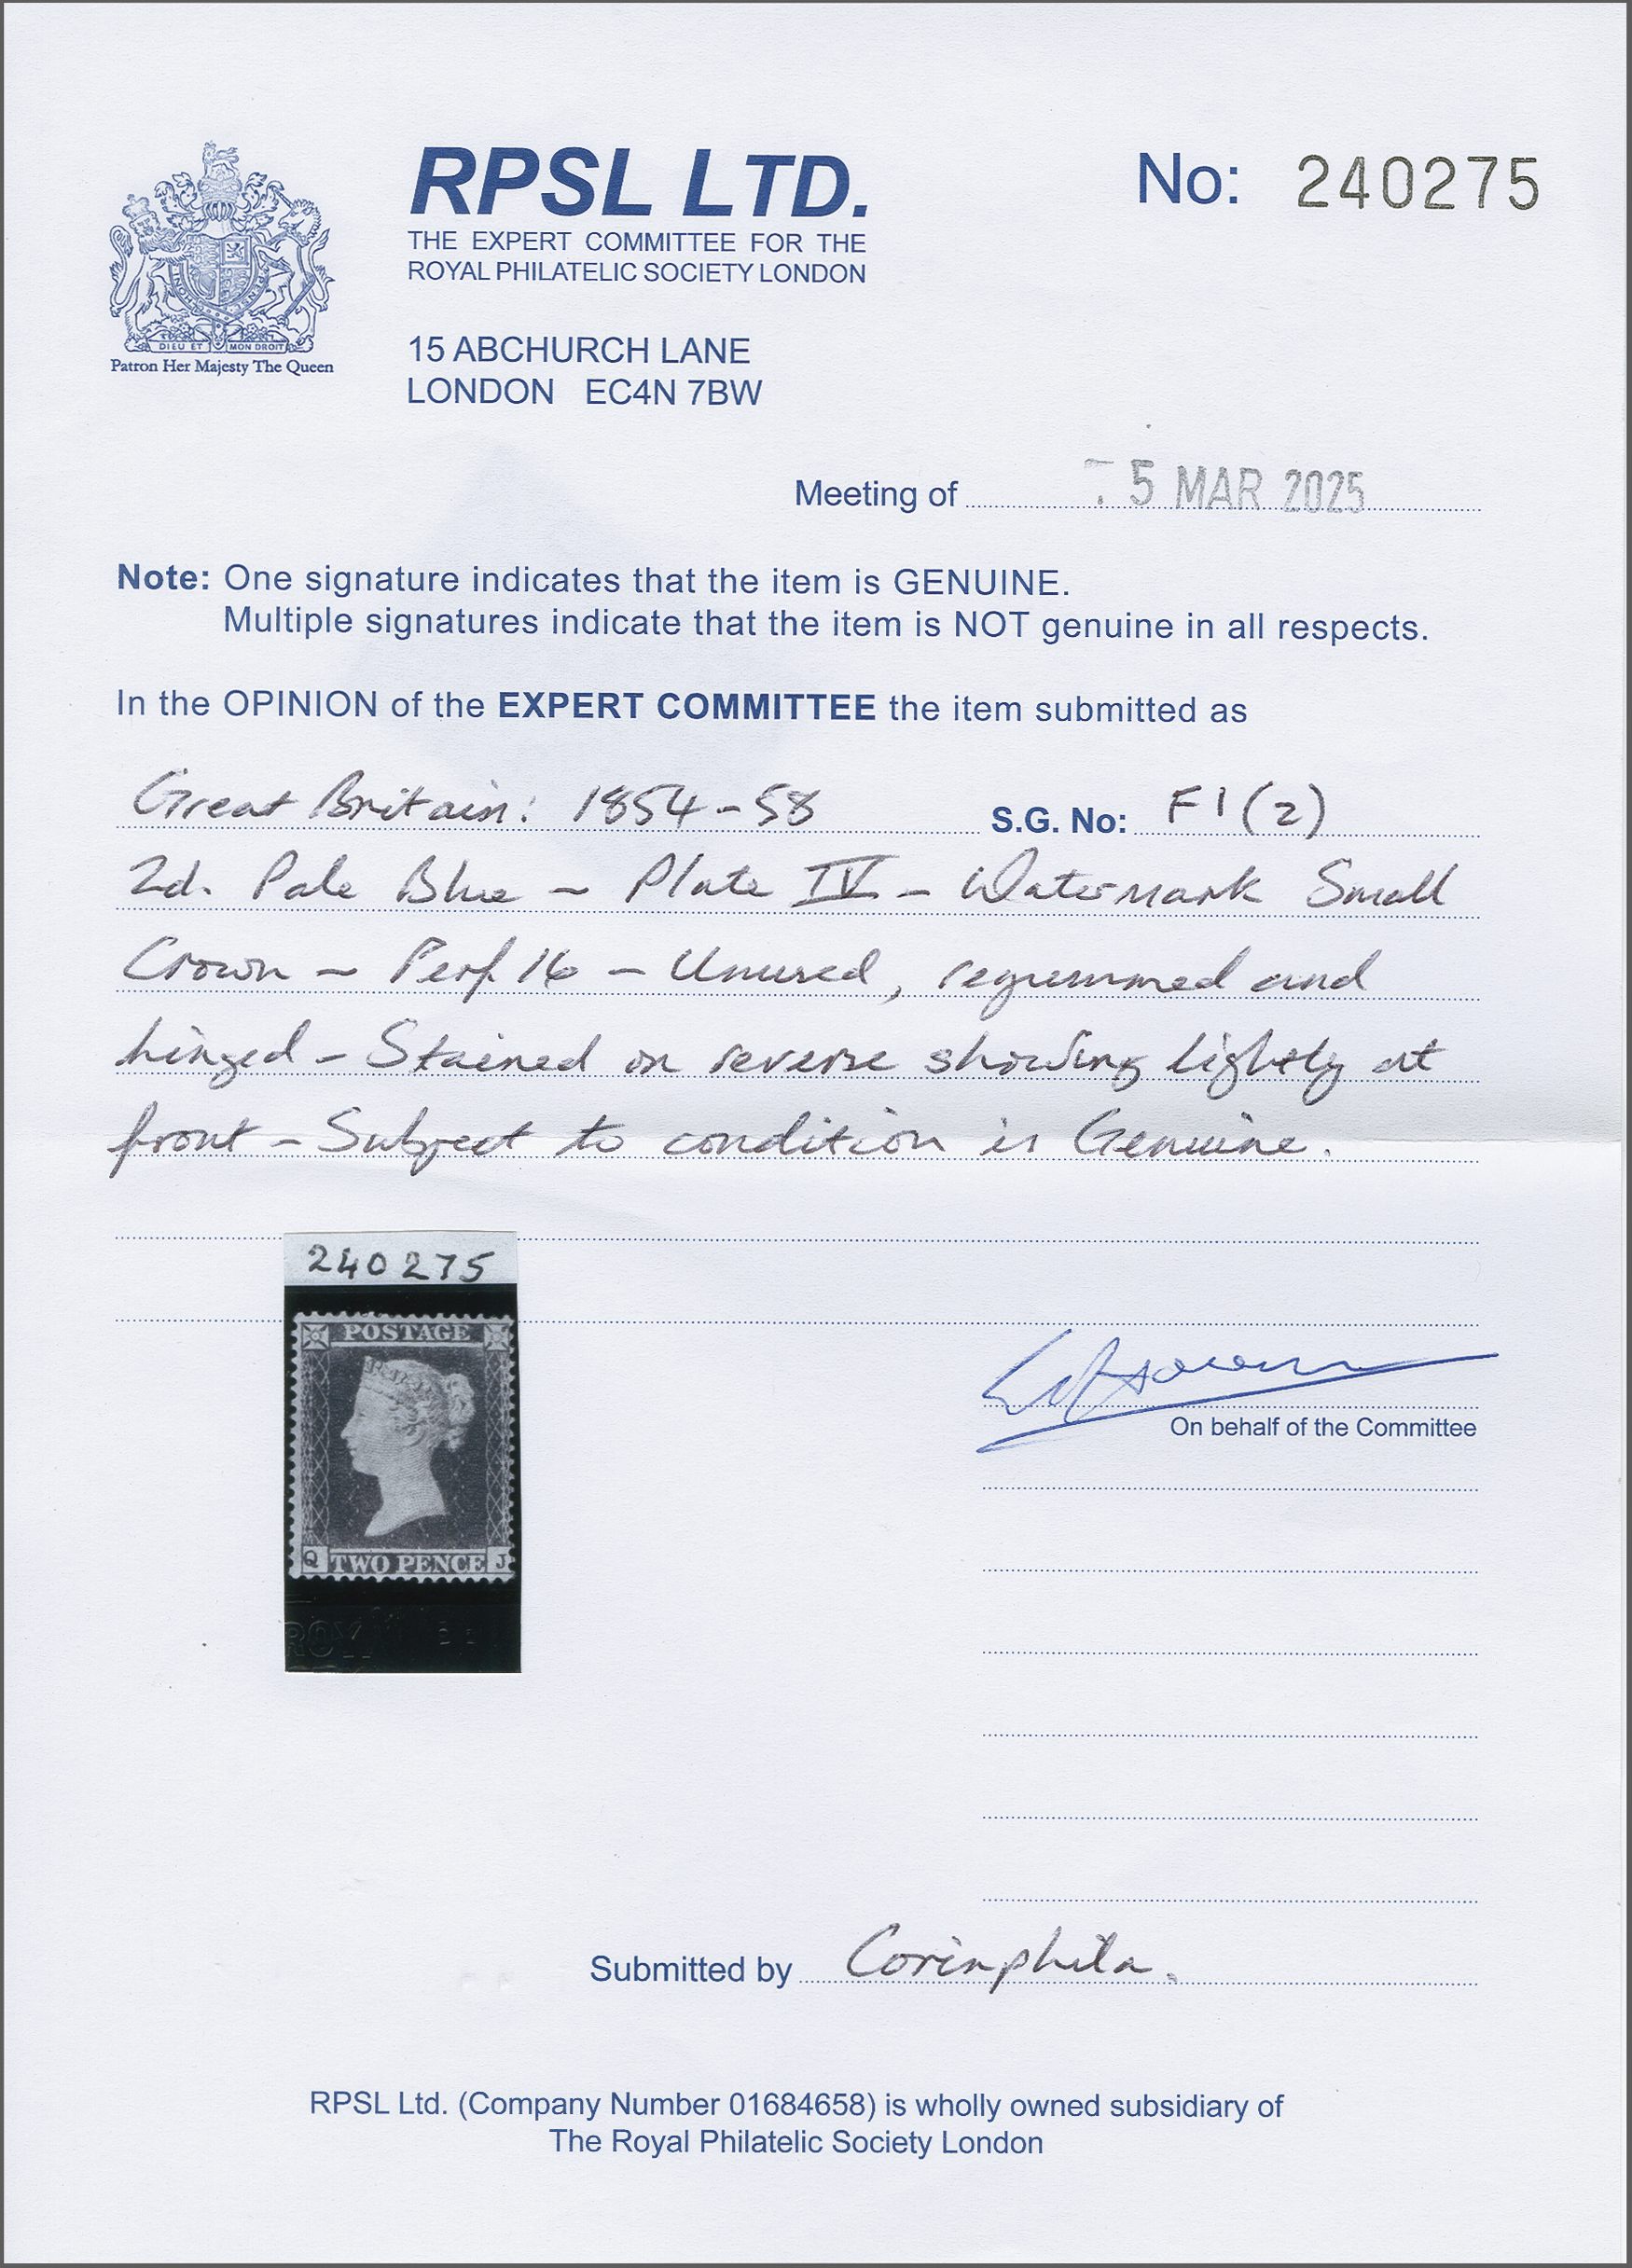 RPSL LTD.
THE EXPERT COMMITTEE FOR THE
ROYAL PHILATELIC SOCIETY LONDON
15 ABCHURCH LANE
LONDON EC4N 7BW
No: 240275
DIEU ET MON DROIT
Patron Her Majesty The Queen
Meeting of - 5 MAR 2025
Note: One signature indicates that the item is GENUINE.
Multiple signatures indicate that the item is NOT genuine in all respects.
In the OPINION of the EXPERT COMMITTEE the item submitted as
Great Britain: 1854-58 S.G. No: F1(2)
2d. Pale Blue - Plate IV - Watermark Small
Crown - Perf 16 - Unused, regummed and
hinged - Stained on reverse showing lightly at
front - Subject to condition is Genuine.
240275
POSTAGE
Q TWO PENCE J
On behalf of the Committee
Submitted by Corinphila.
RPSL Ltd. (Company Number 01684658) is wholly owned subsidiary of
The Royal Philatelic Society London